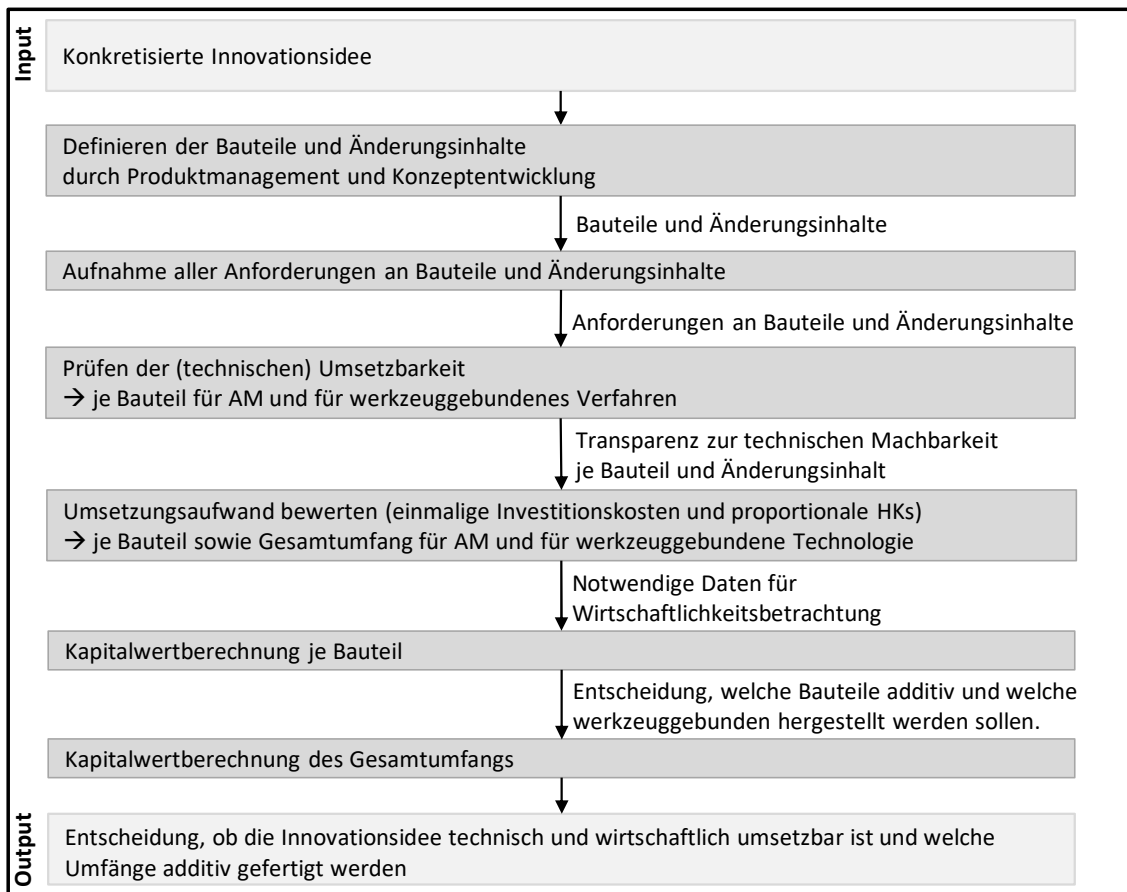 Input
Konkretisierte Innovationsidee
Definieren der Bauteile und Änderungsinhalte
durch Produktmanagement und Konzeptentwicklung
Bauteile und Änderungsinhalte
Aufnahme aller Anforderungen an Bauteile und Änderungsinhalte
Anforderungen an Bauteile und Änderungsinhalte
Prüfen der (technischen) Umsetzbarkeit
→ je Bauteil für AM und für werkzeuggebundenes Verfahren
Transparenz zur technischen Machbarkeit
je Bauteil und Änderungsinhalt
Umsetzungsaufwand bewerten (einmalige Investitionskosten und proportionale HKs)
→ je Bauteil sowie Gesamtumfang für AM und für werkzeuggebundene Technologie
Notwendige Daten für
Wirtschaftlichkeitsbetrachtung
Kapitalwertberechnung je Bauteil
Entscheidung, welche Bauteile additiv und welche
werkzeuggebunden hergestellt werden sollen.
Kapitalwertberechnung des Gesamtumfangs
Output
Entscheidung, ob die Innovationsidee technisch und wirtschaftlich umsetzbar ist und welche
Umfänge additiv gefertigt werden